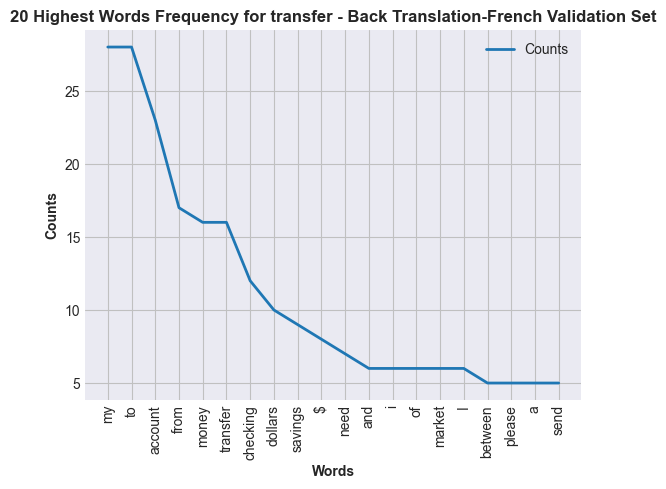 20 Highest Words Frequency for transfer - Back Translation-French Validation Set
Counts
Counts
25
20
15
10
5
my
to
account
from
money
transfer
checking
dollars
savings
$
need
and
i
of
market
I
between
please
a
send
Words